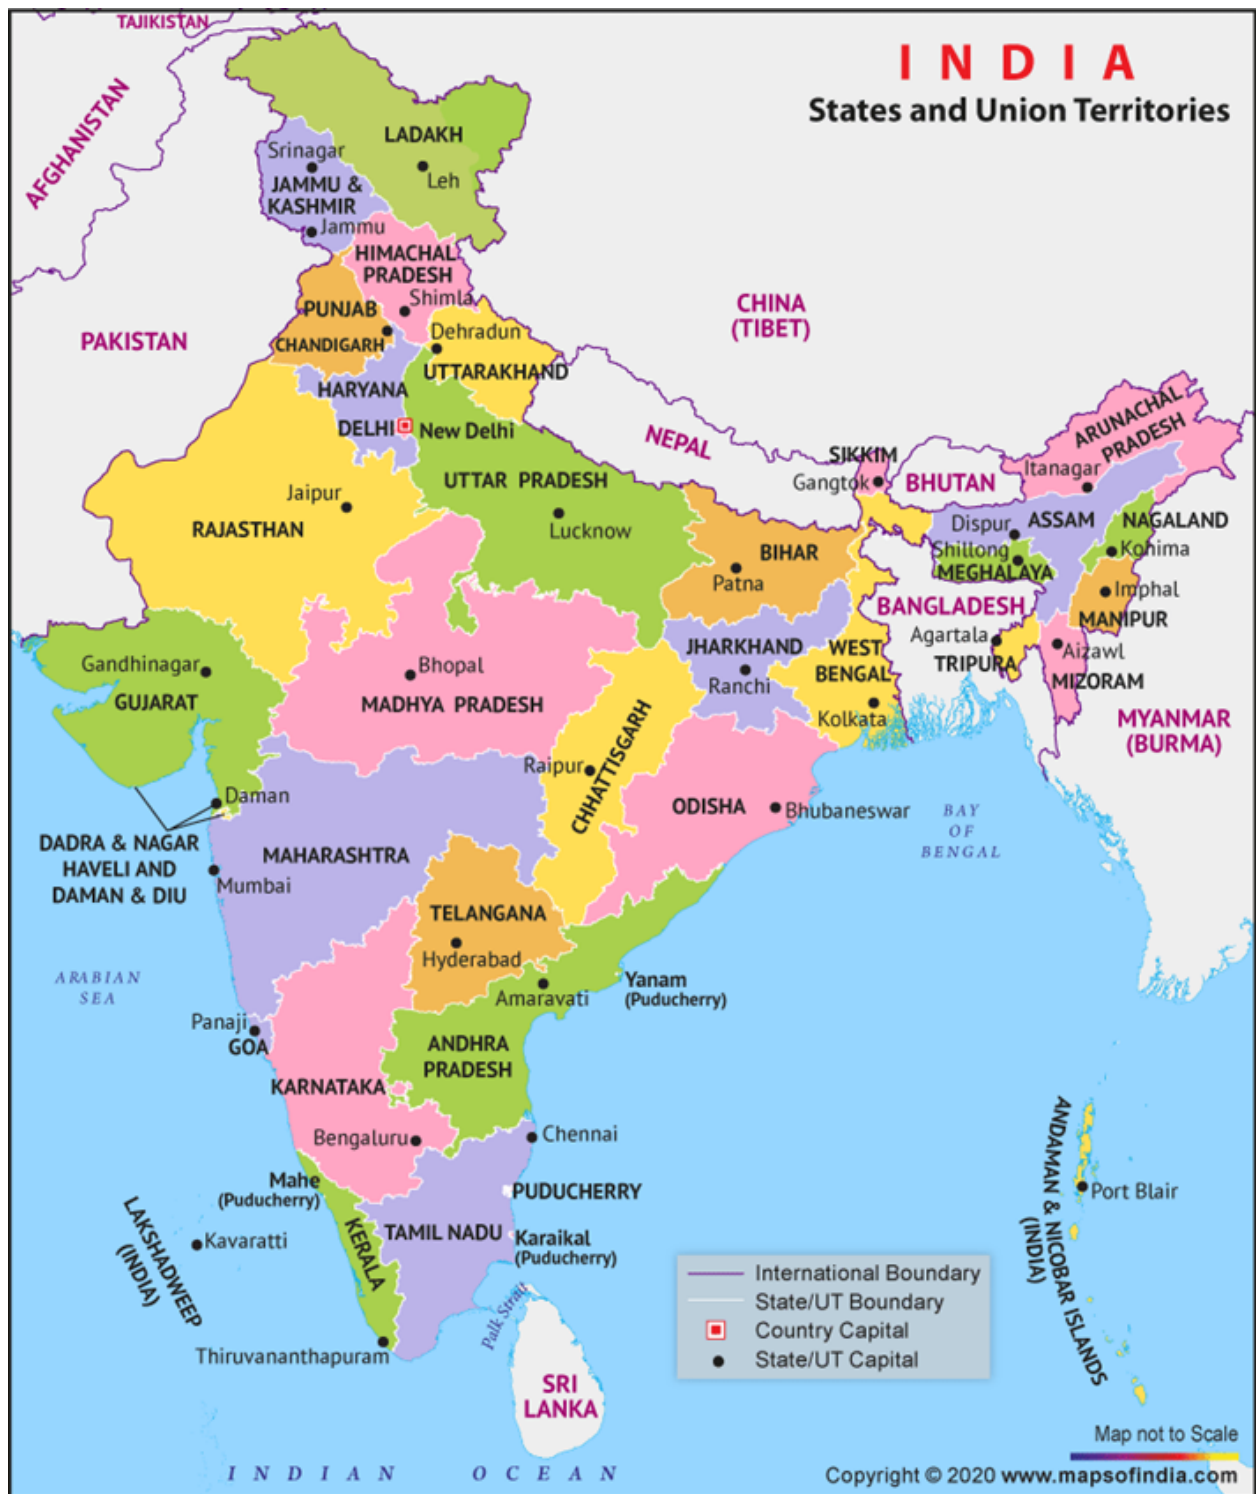 TAJIKISTAN
I N D I A
States and Union Territories
AFGHANISTAN
LADAKH
Srinagar
Leh
JAMMU &
KASHMIR
Jammu
HIMACHAL
PRADESH
Shimla
PUNJAB
CHINA
(TIBET)
PAKISTAN
CHANDIGARH
Dehradun
UTTARAKHAND
HARYANA
DELHI
New Delhi
NEPAL
ARUNACHAL
PRADESH
SIKKIM
Gangtok
BHUTAN
Itanagar
UTTAR PRADESH
Jaipur
RAJASTHAN
Lucknow
Dispur
ASSAM
NAGALAND
BIHAR
Patna
Shillong
MEGHALAYA
Kohima
Imphal
MANIPUR
BANGLADESH
Agartala
TRIPURA
Aizawl
MIZORAM
JHARKHAND
Ranchi
WEST
BENGAL
Kolkata
Gandhinagar
GUJARAT
Bhopal
MADHYA PRADESH
MYANMAR
(BURMA)
CHHATTISGARH
Raipur
ODISHA
Bhubaneswar
BAY
OF
BENGAL
Daman
DADRA & NAGAR
HAVELI AND
DAMAN & DIU
MAHARASHTRA
Mumbai
TELANGANA
Hyderabad
ARABIAN
SEA
Yanam
(Puducherry)
Amaravati
Panaji
GOA
ANDHRA
PRADESH
KARNATAKA
Bengaluru
Chennai
Mahe
(Puducherry)
PUDUCHERRY
LAKSHADWEEP
(INDIA)
Kavaratti
KERALA
TAMIL NADU
Karaikal
(Puducherry)
ANDAMAN & NICOBAR ISLANDS
(INDIA)
Port Blair
Palk Strait
Thiruvananthapuram
SRI
LANKA
International Boundary
State/UT Boundary
Country Capital
State/UT Capital
Map not to Scale
I N D I A N O C E A N
Copyright © 2020 www.mapsofindia.com